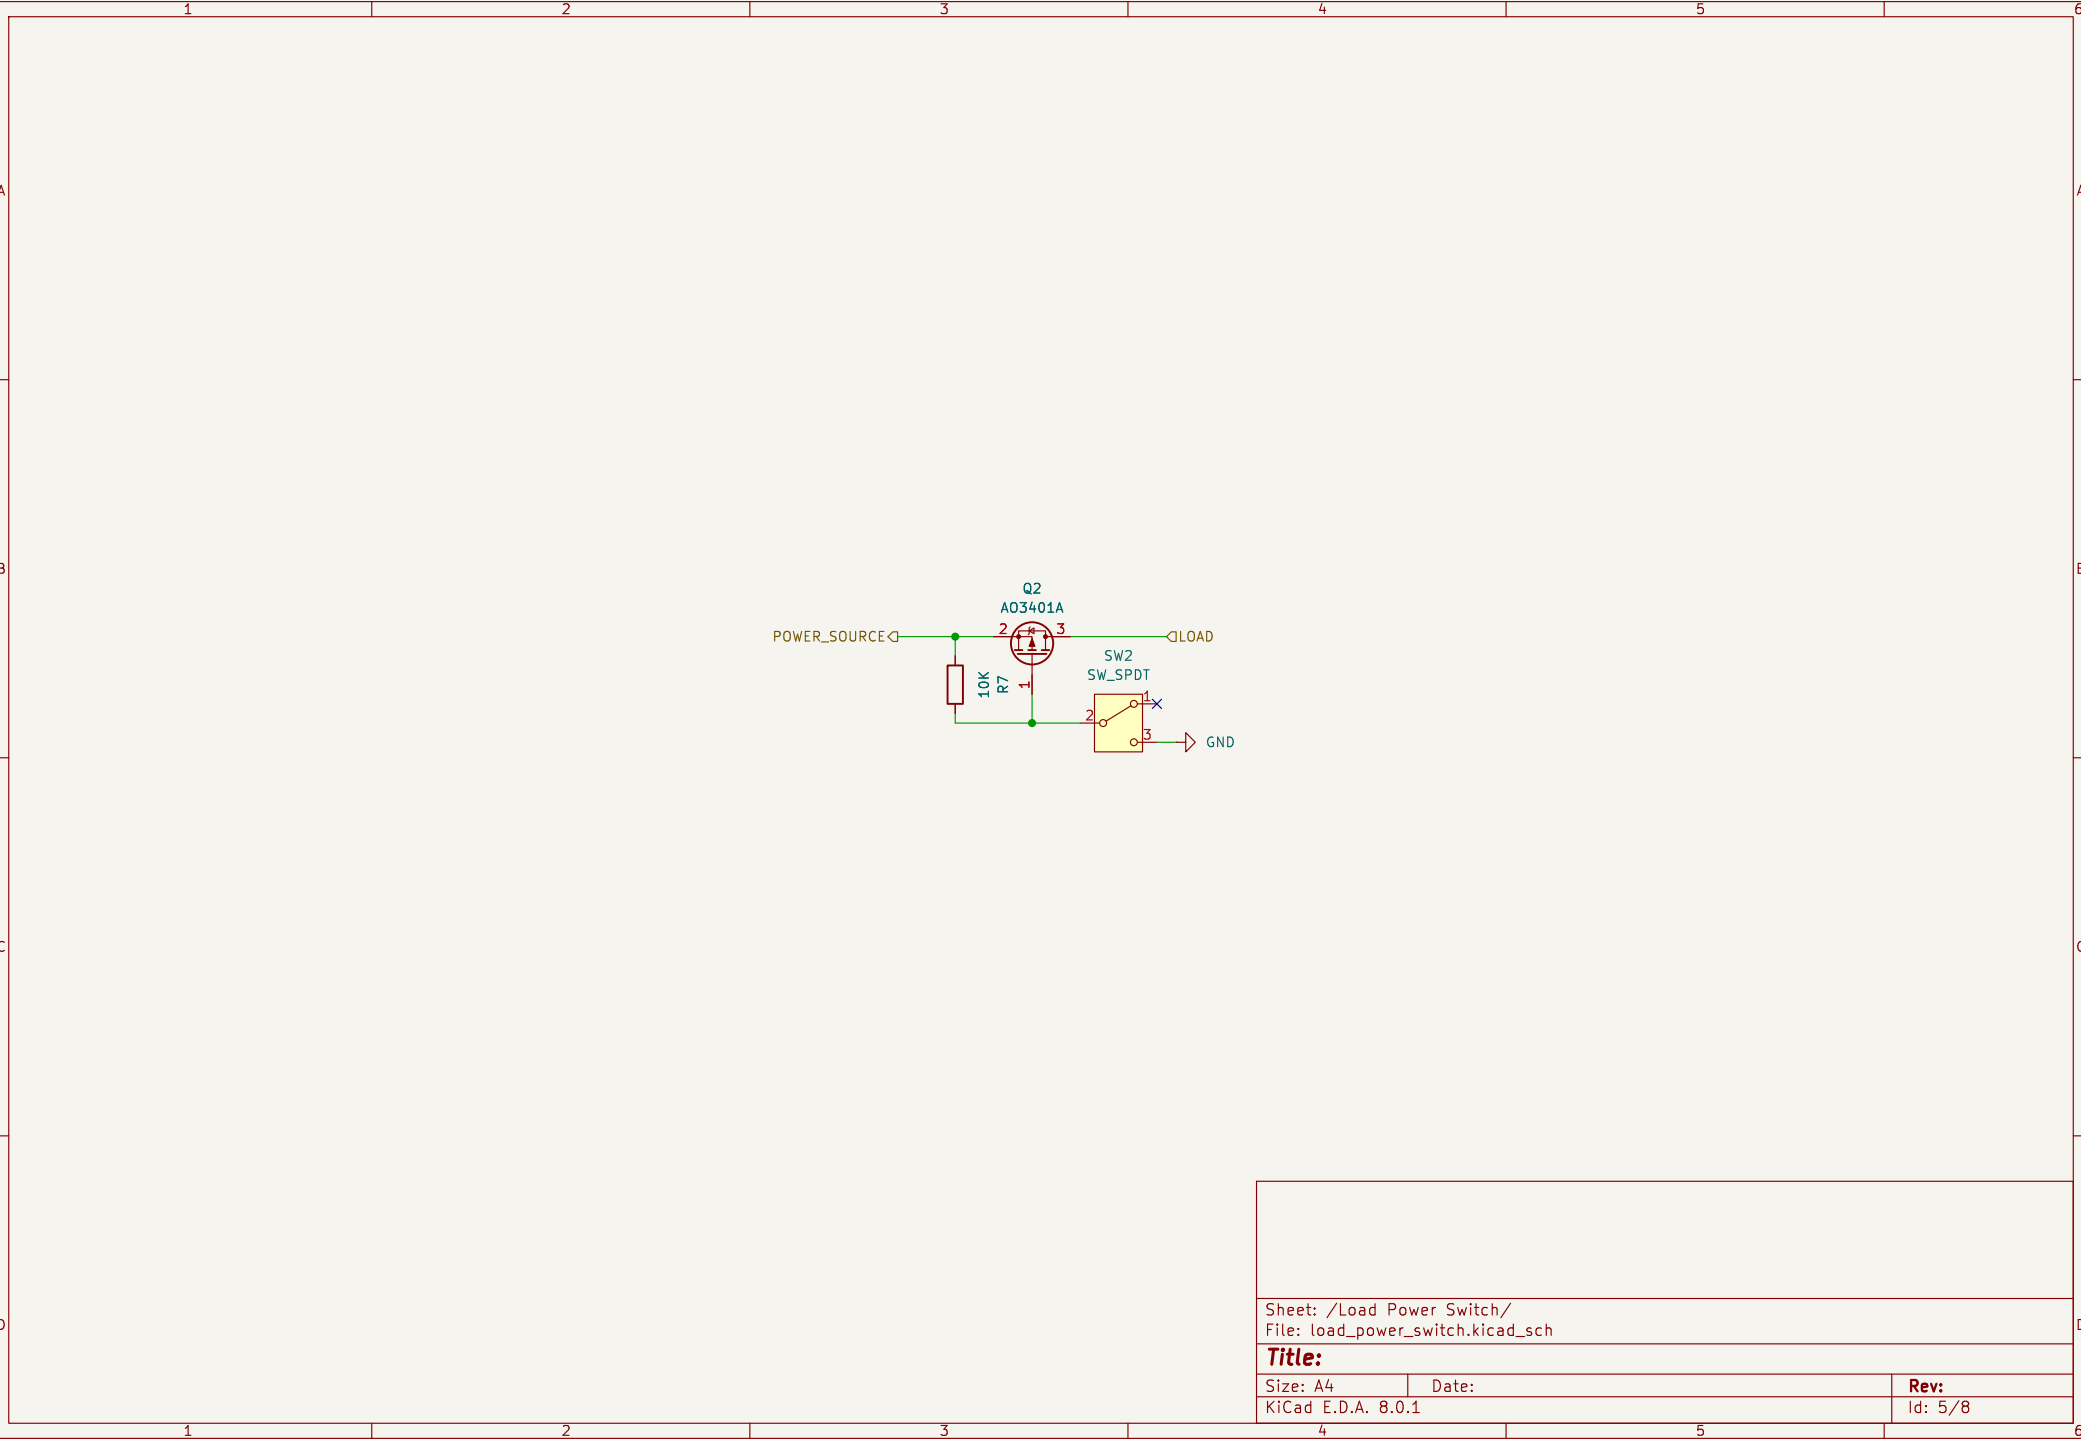 1 2 3 4 5 6
A A
B B
C C
D D
Q2
AO3401A
POWER_SOURCE
2 3
LOAD
10K
R7
1
SW2
SW_SPDT
1
2
3
GND
Sheet: /Load Power Switch/
File: load_power_switch.kicad_sch
Title:
Size: A4 Date: Rev:
KiCad E.D.A. 8.0.1 Id: 5/8
1 2 3 4 5 6